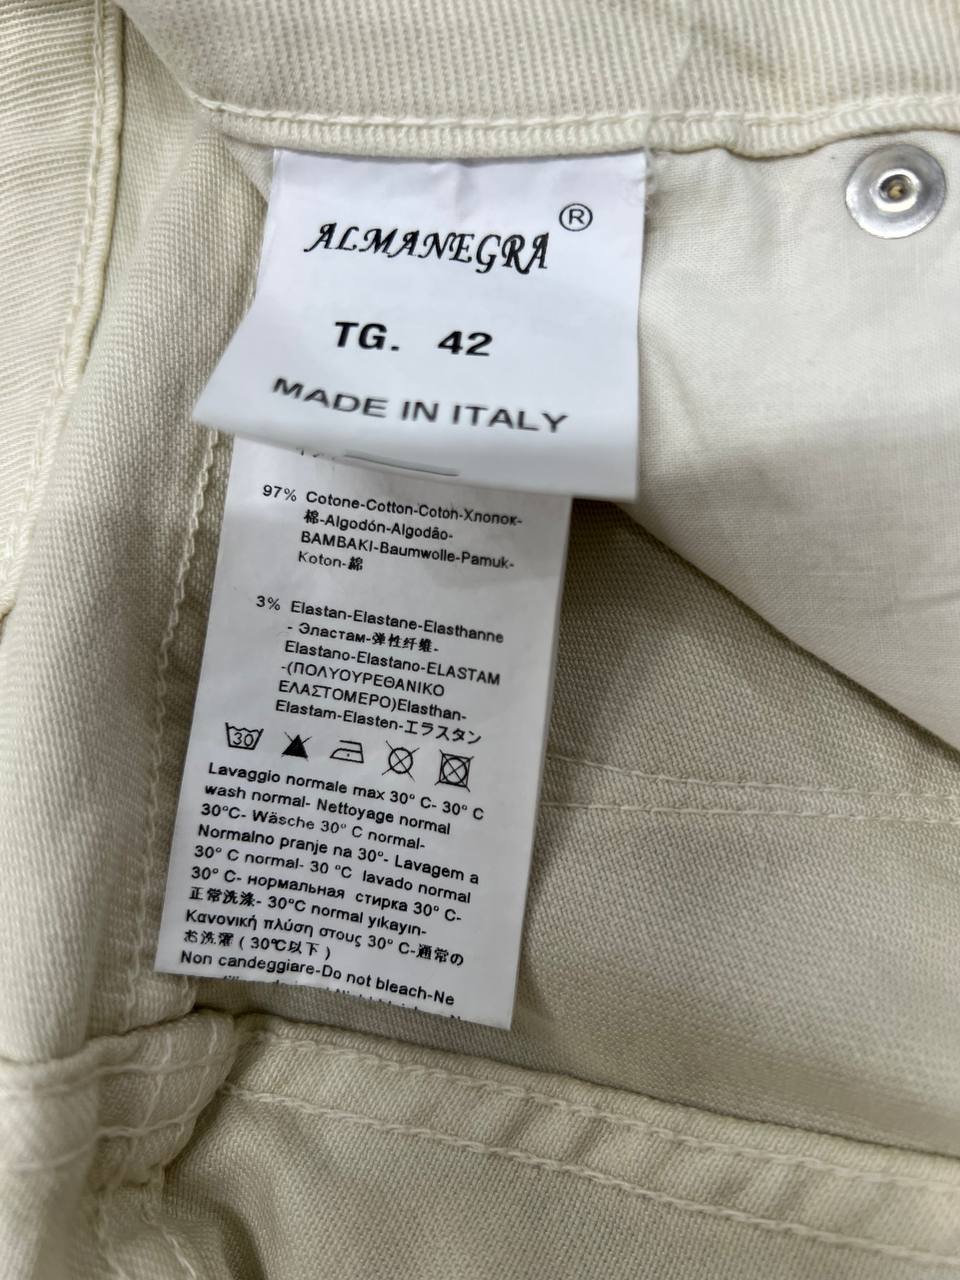 ALMANEGRA®
TG. 42
MADE IN ITALY
97% Cotone-Cotton-Coton-Хлопок-
棉-Algodón-Algodão-
BAMBAKI-Baumwolle-Pamuk-
Koton-綿
3% Elastan-Elastane-Elasthanne
- Эластам-弹性纤维-
Elastano-Elastano-ELASTAM
-(ΠΟΛΥΟΥΡΕΘΑΝΙΚΟ
ΕΛΑΣΤΟΜΕΡΟ)Elasthan-
Elastam-Elasten-エラスタン
30
Lavaggio normale max 30° C- 30° C
wash normal- Nettoyage normal
30°C- Wäsche 30° C normal-
Normalno pranje na 30°- Lavagem a
30° C normal- 30 °C lavado normal
30° C- нормальная стирка 30° C-
正常洗涤- 30°C normal yıkayın-
Κανονική πλύση στους 30° C-通常の
お洗濯 ( 30℃以下 )
Non candeggiare-Do not bleach-Ne